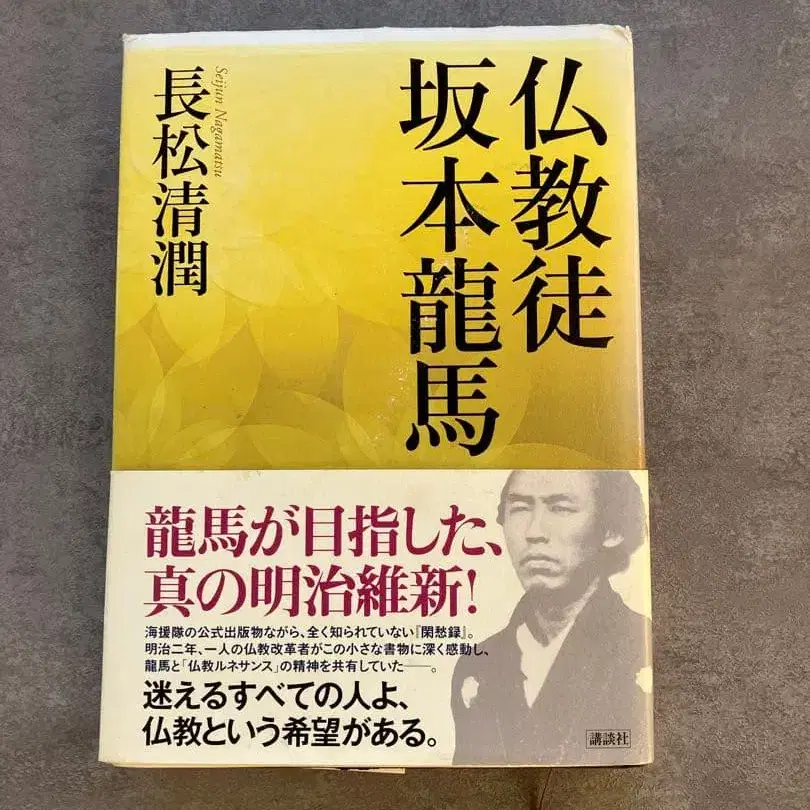 仏教徒
坂本龍馬
Seijun Nagamatsu
長松清潤
龍馬が目指した、
真の明治維新!
海援隊の公式出版物ながら、全く知られていない『閑愁録』。
明治二年、一人の仏教改革者がこの小さな書物に深く感動し、
龍馬と「仏教ルネサンス」の精神を共有していた――。
迷えるすべての人よ、
仏教という希望がある。
講談社